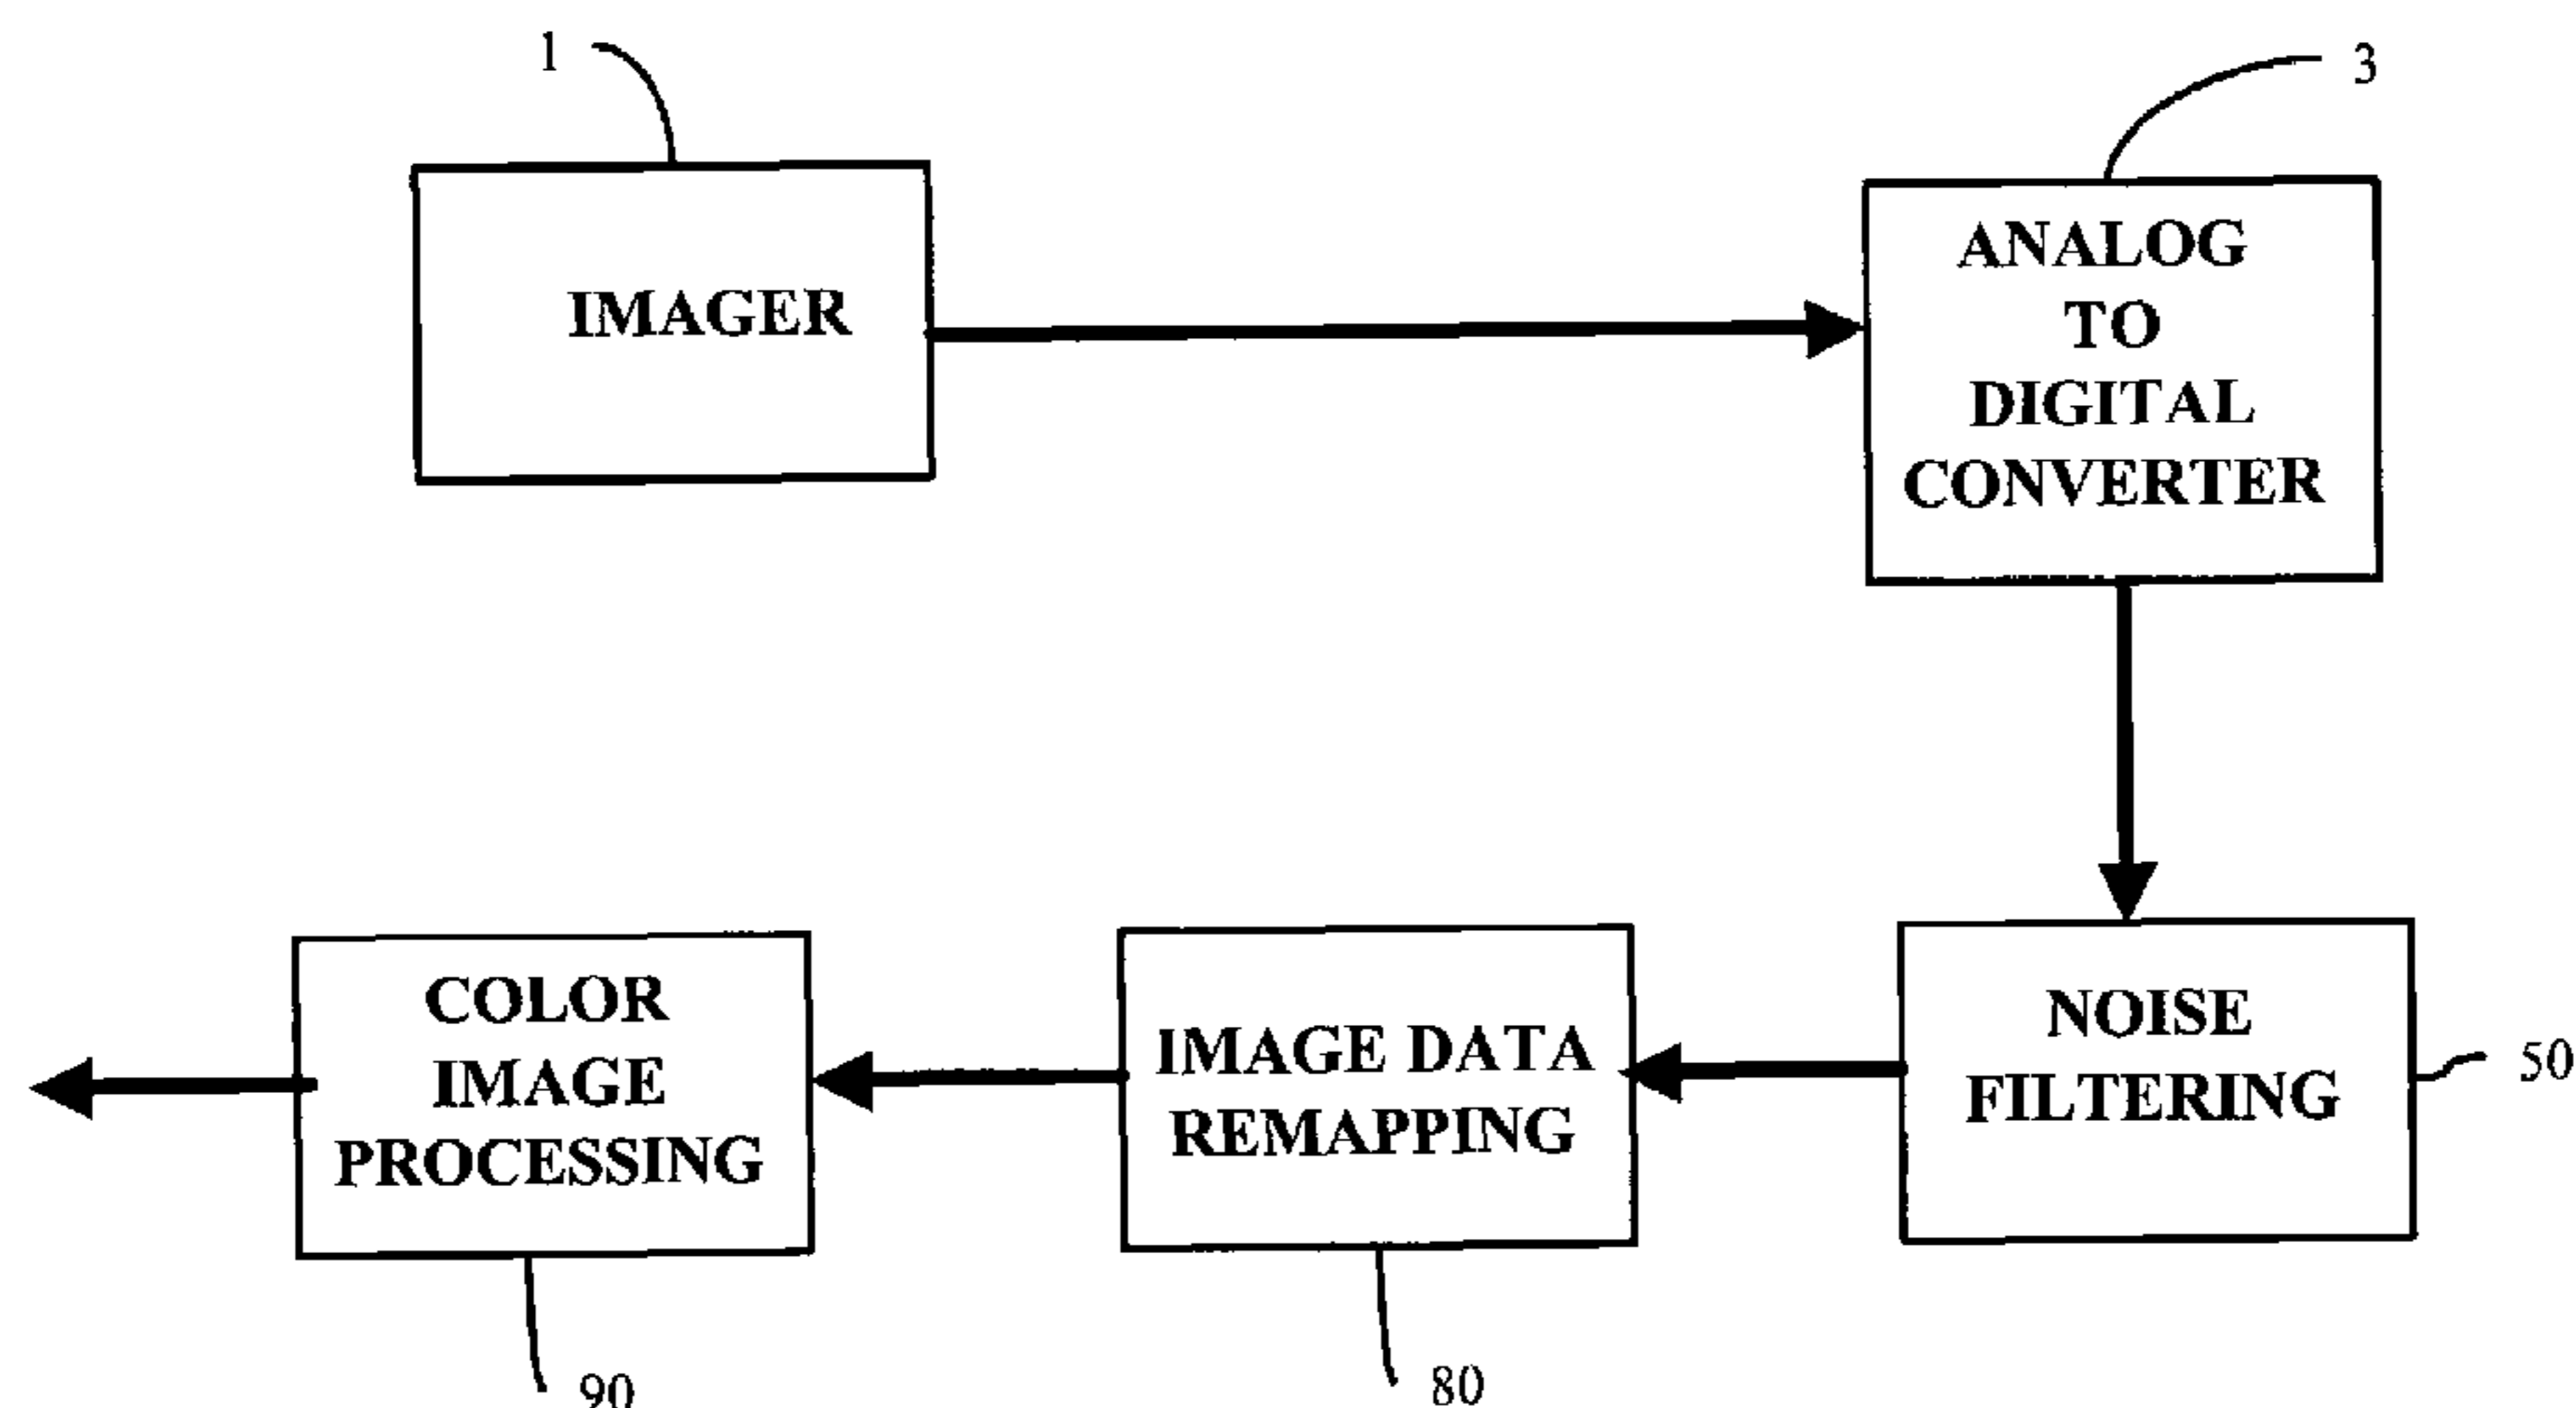 1
3
IMAGER
ANALOG
TO
DIGITAL
CONVERTER
COLOR
IMAGE
PROCESSING
IMAGE DATA
REMAPPING
NOISE
FILTERING
50
90
80